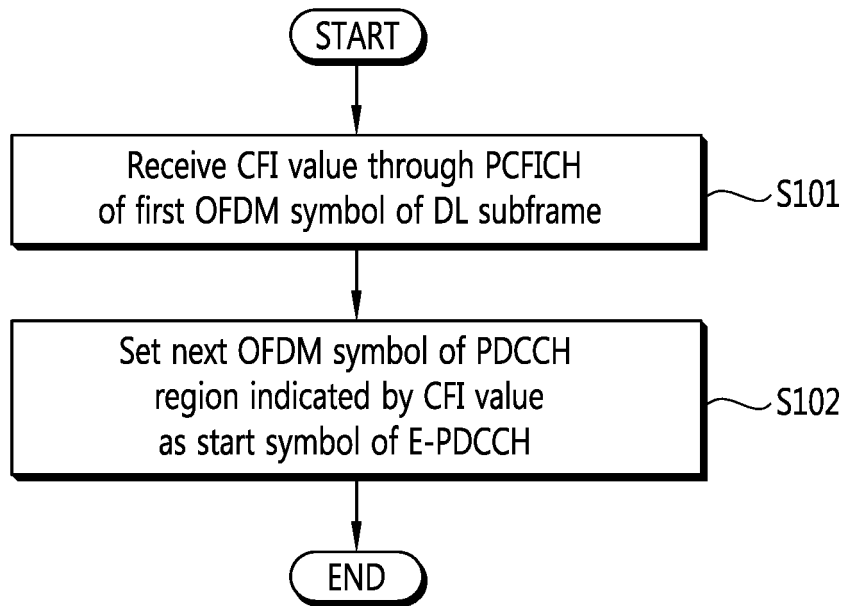 START
Receive CFI value through PCFICH
of first OFDM symbol of DL subframe
S101
Set next OFDM symbol of PDCCH
region indicated by CFI value
as start symbol of E-PDCCH
S102
END